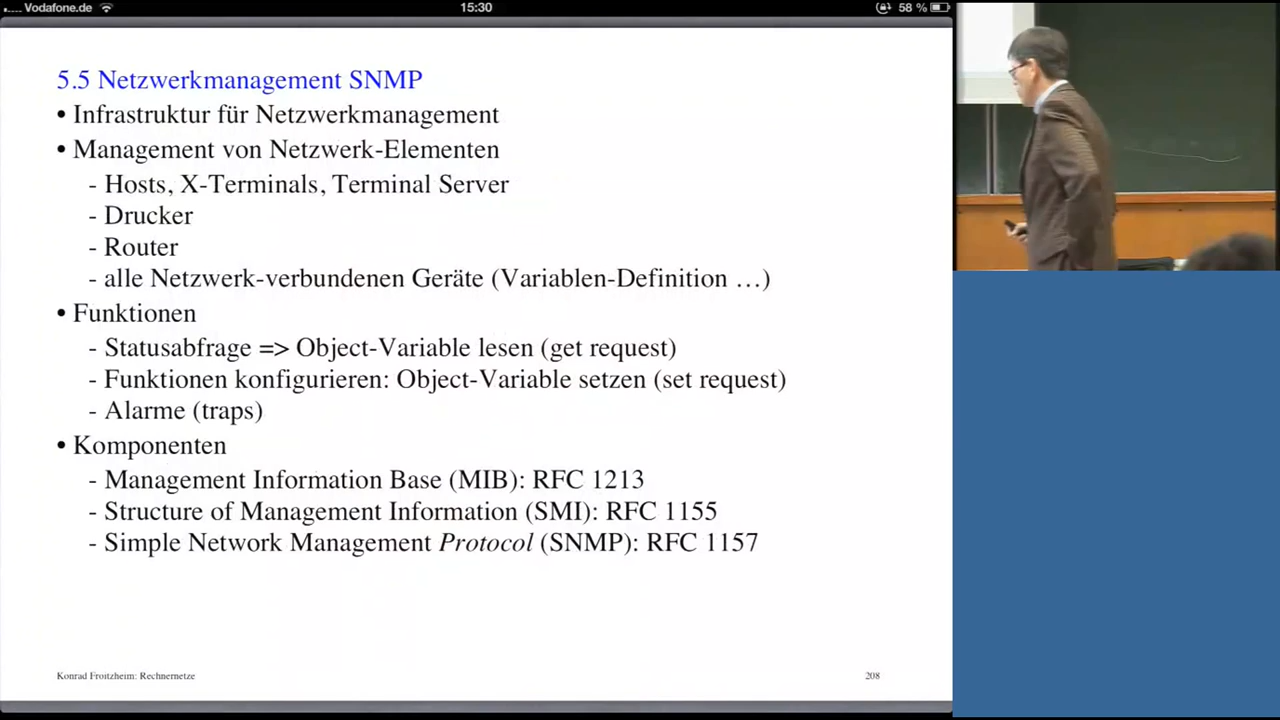 ..... Vodafone.de 15:30 58 %
5.5 Netzwerkmanagement SNMP
• Infrastruktur für Netzwerkmanagement
• Management von Netzwerk-Elementen
- Hosts, X-Terminals, Terminal Server
- Drucker
- Router
- alle Netzwerk-verbundenen Geräte (Variablen-Definition …)
• Funktionen
- Statusabfrage => Object-Variable lesen (get request)
- Funktionen konfigurieren: Object-Variable setzen (set request)
- Alarme (traps)
• Komponenten
- Management Information Base (MIB): RFC 1213
- Structure of Management Information (SMI): RFC 1155
- Simple Network Management Protocol (SNMP): RFC 1157
Konrad Froitzheim: Rechnernetze 208